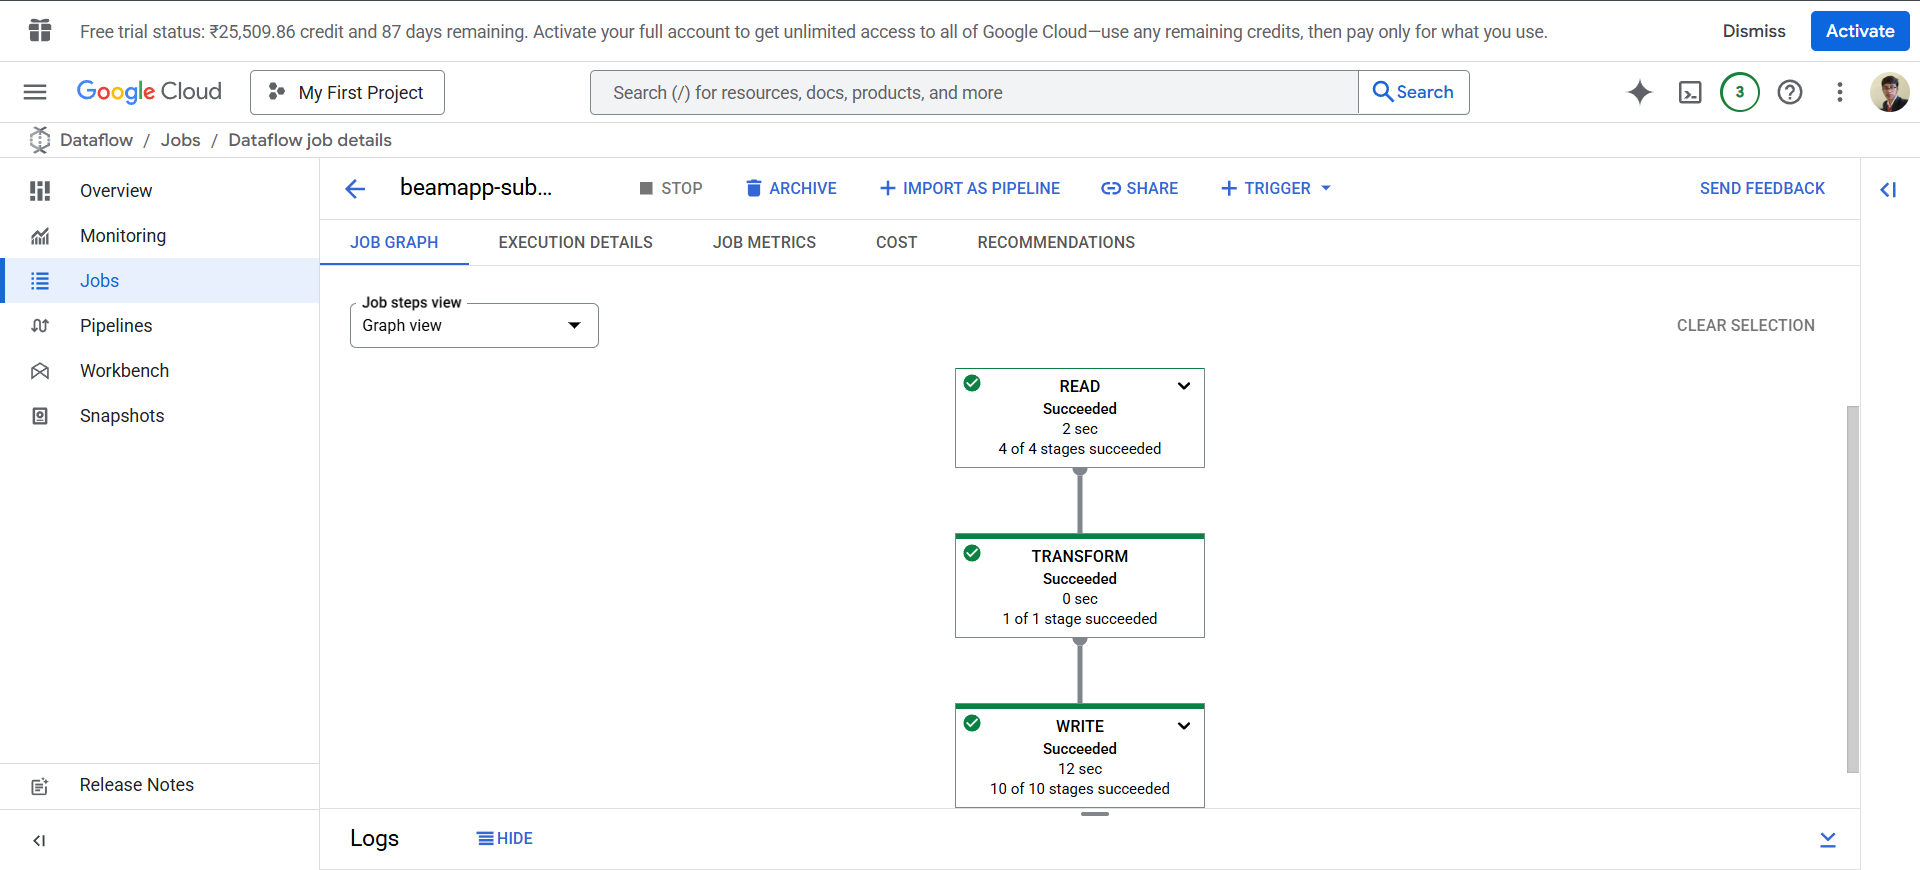 Free trial status: ₹25,509.86 credit and 87 days remaining. Activate your full account to get unlimited access to all of Google Cloud—use any remaining credits, then pay only for what you use.
Dismiss
Activate
Google Cloud
My First Project
Search (/) for resources, docs, products, and more
Search
3
Dataflow / Jobs / Dataflow job details
Overview
Monitoring
Jobs
Pipelines
Workbench
Snapshots
Release Notes
beamapp-sub...
STOP
ARCHIVE
IMPORT AS PIPELINE
SHARE
TRIGGER
SEND FEEDBACK
JOB GRAPH
EXECUTION DETAILS
JOB METRICS
COST
RECOMMENDATIONS
Job steps view
Graph view
CLEAR SELECTION
READ
Succeeded
2 sec
4 of 4 stages succeeded
TRANSFORM
Succeeded
0 sec
1 of 1 stage succeeded
WRITE
Succeeded
12 sec
10 of 10 stages succeeded
Logs
HIDE